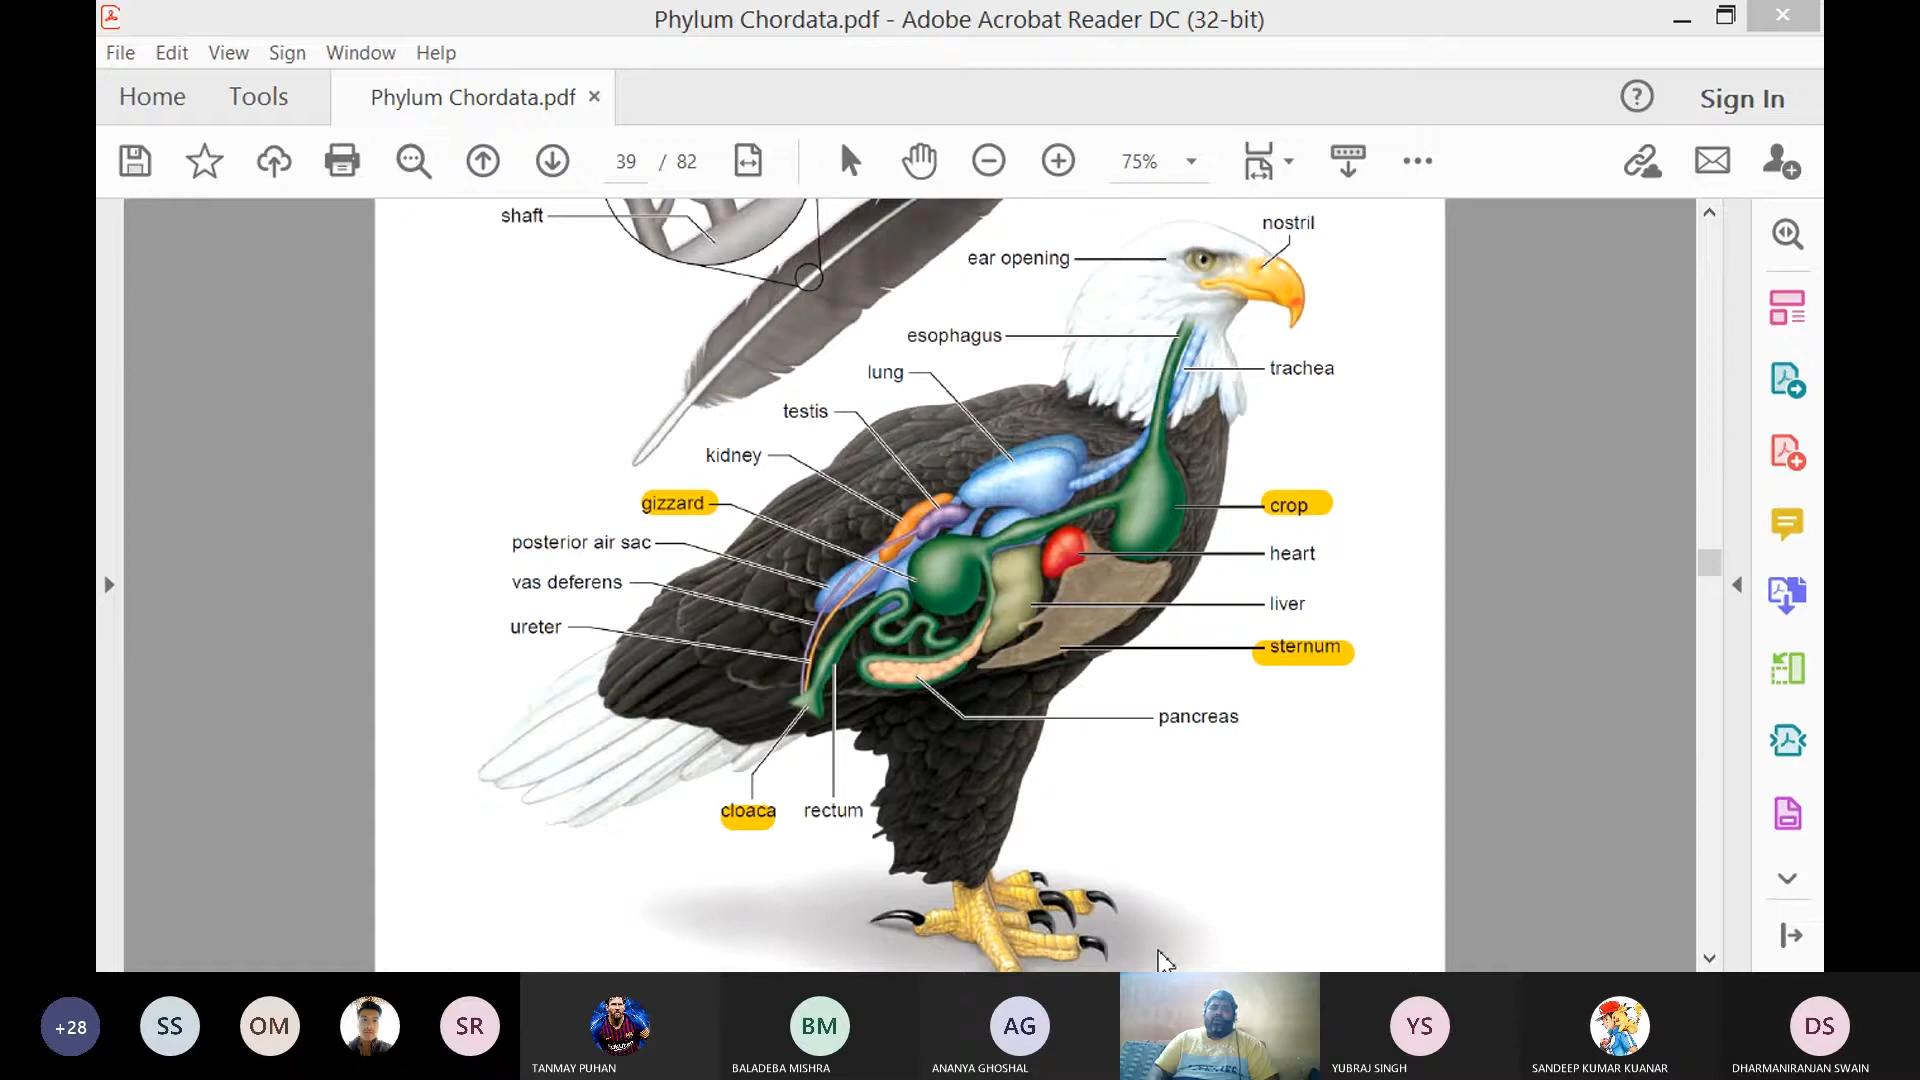 Phylum Chordata.pdf - Adobe Acrobat Reader DC (32-bit)
File Edit View Sign Window Help
Home Tools Phylum Chordata.pdf × ? Sign In
39 / 82 75%
shaft
nostril
ear opening
esophagus
trachea
lung
testis
kidney
gizzard
crop
posterior air sac
heart
vas deferens
liver
ureter
sternum
pancreas
cloaca rectum
+28 SS OM SR BM AG YS DS
TANMAY PUHAN BALADEBA MISHRA ANANYA GHOSHAL YUBRAJ SINGH SANDEEP KUMAR KUANAR DHARMANIRANJAN SWAIN